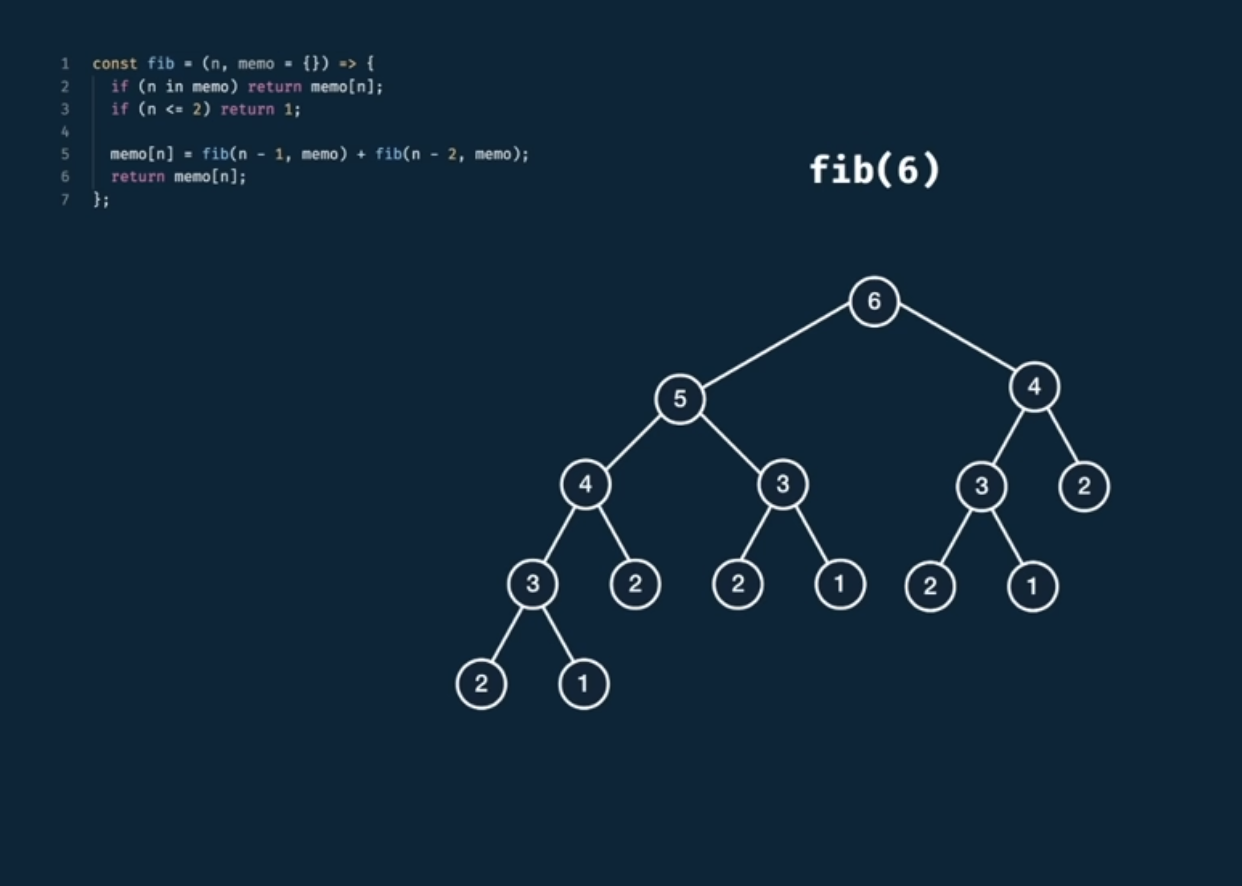 1 const fib = (n, memo = {}) => {
2 if (n in memo) return memo[n];
3 if (n <= 2) return 1;
4
5 memo[n] = fib(n - 1, memo) + fib(n - 2, memo);
6 return memo[n];
7 };
fib(6)
6
5 4
4 3 3 2
3 2 2 1 2 1
2 1